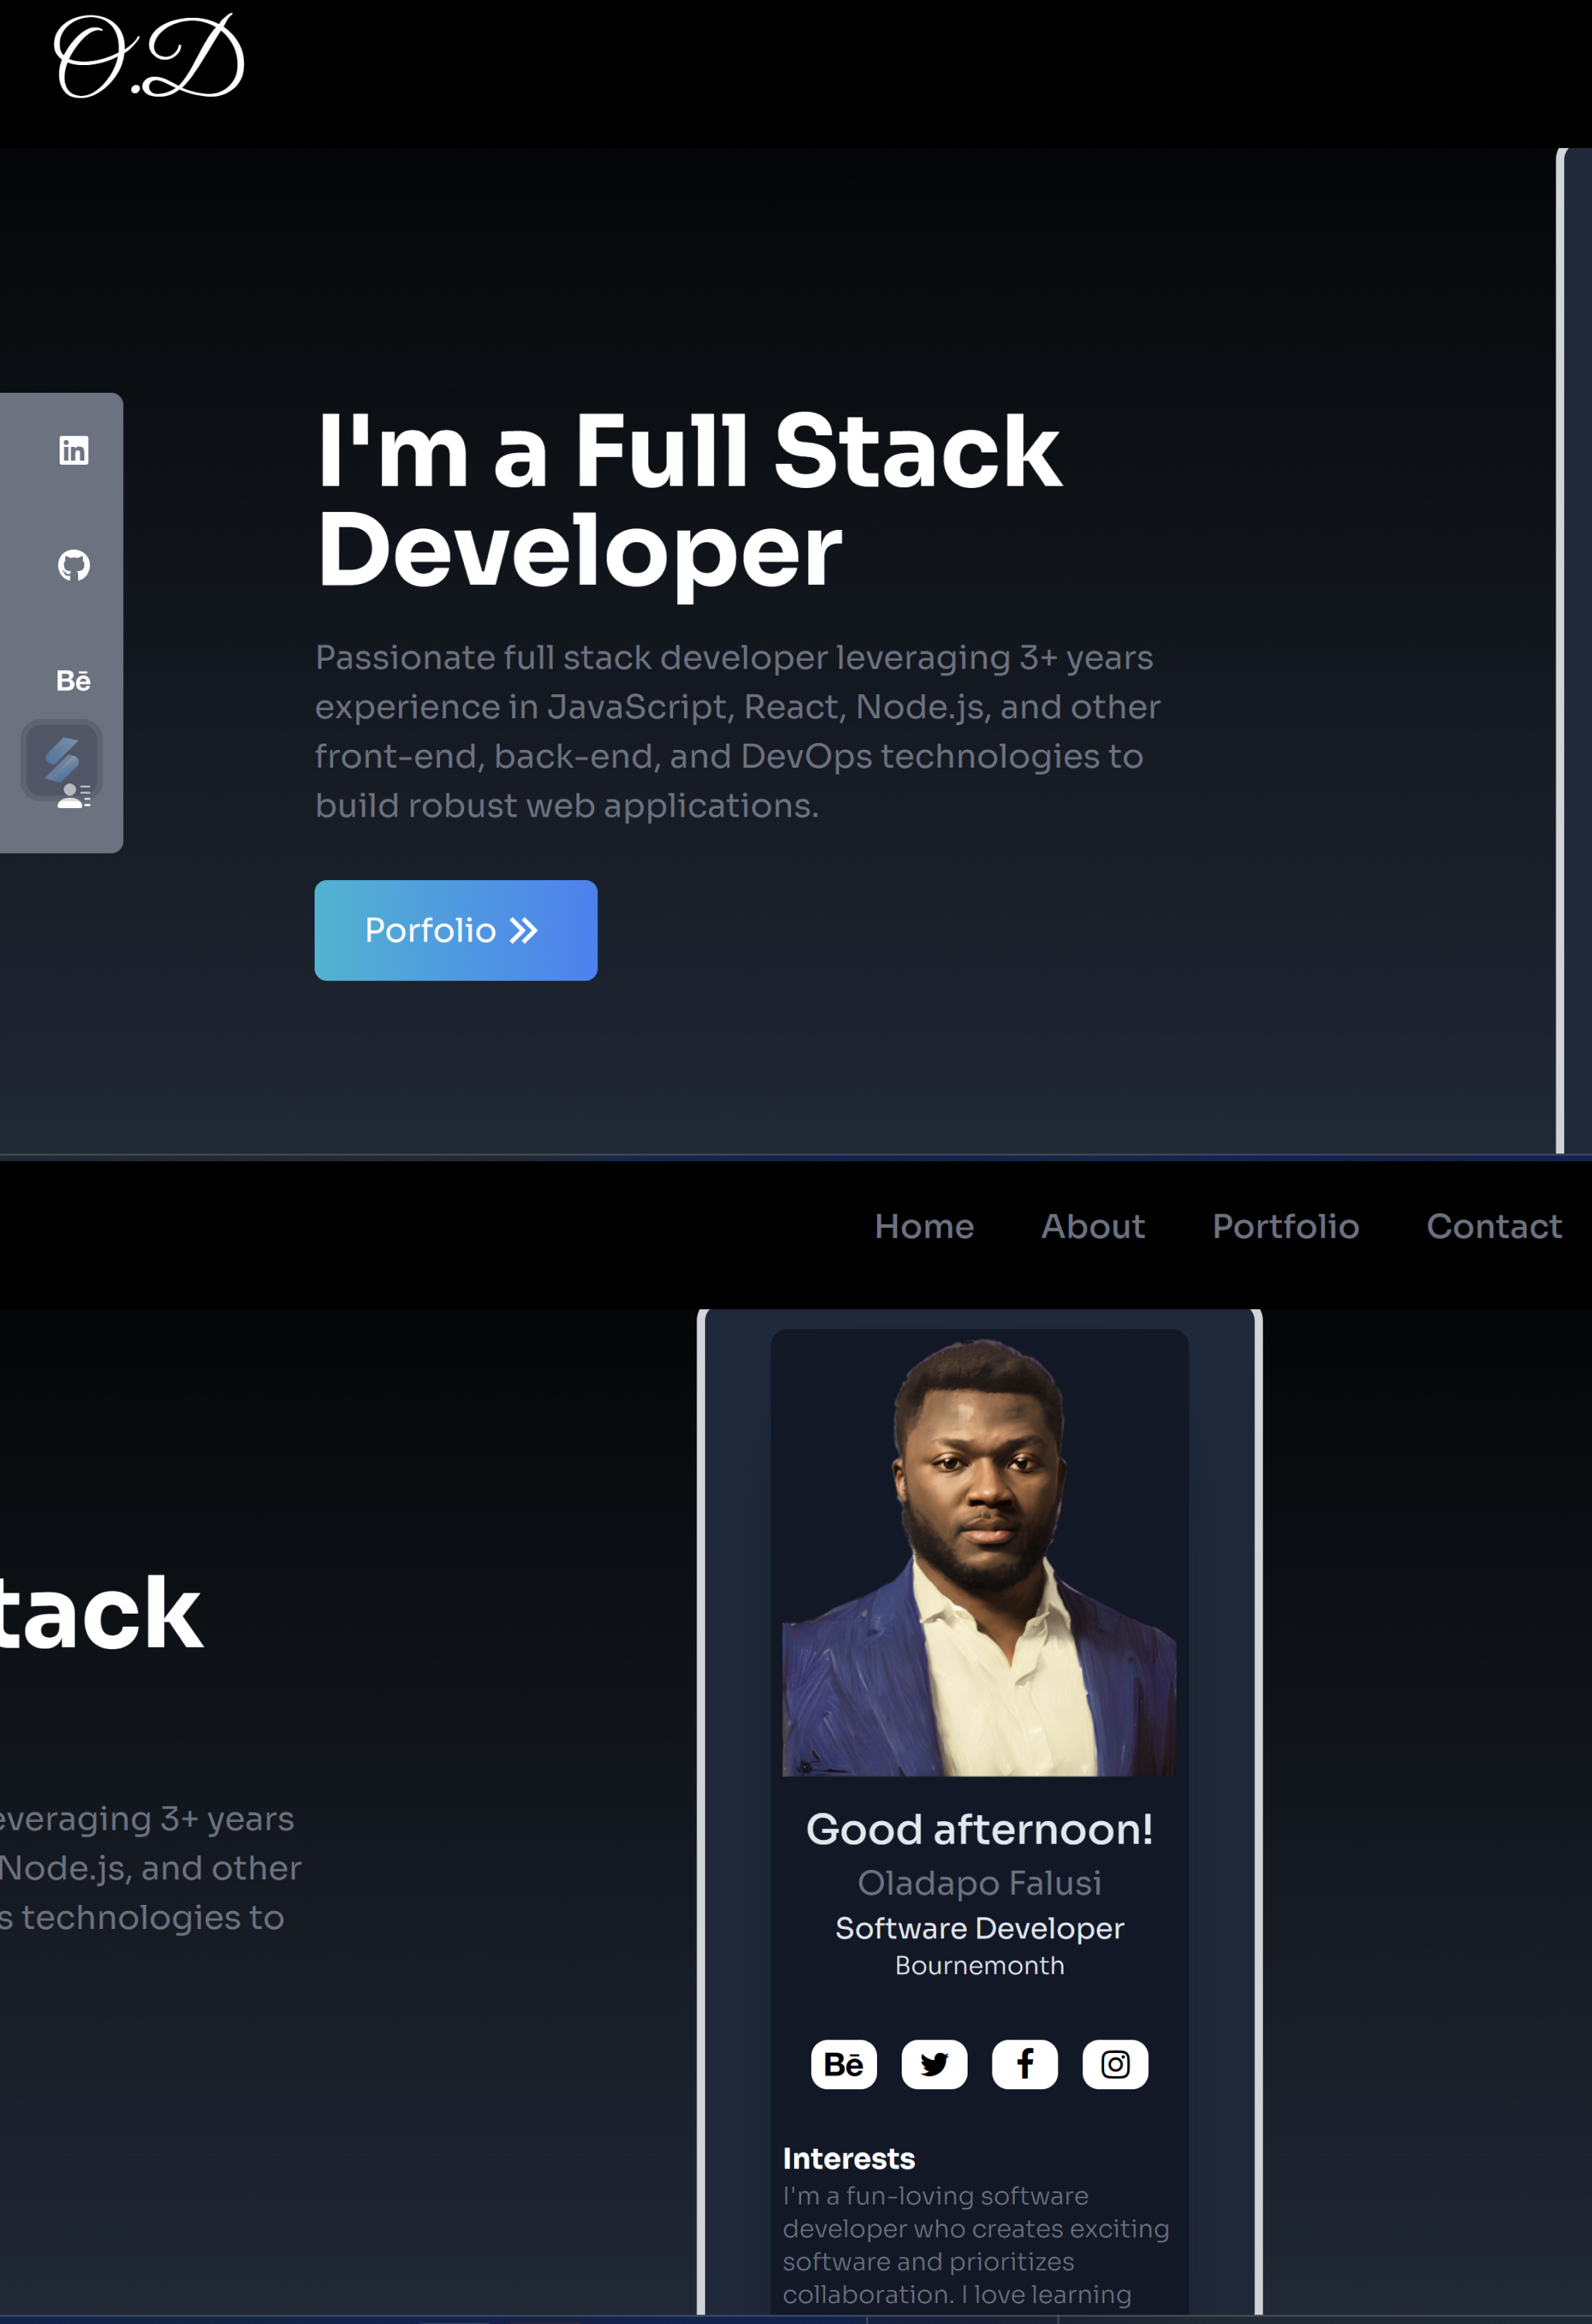 O.D
in
I'm a Full Stack
Developer
Bē
Passionate full stack developer leveraging 3+ years
experience in JavaScript, React, Node.js, and other
front-end, back-end, and DevOps technologies to
build robust web applications.
Porfolio
Home About Portfolio Contact
tack
everaging 3+ years
Node.js, and other
s technologies to
Good afternoon!
Oladapo Falusi
Software Developer
Bournemonth
Bē
Interests
I'm a fun-loving software
developer who creates exciting
software and prioritizes
collaboration. I love learning